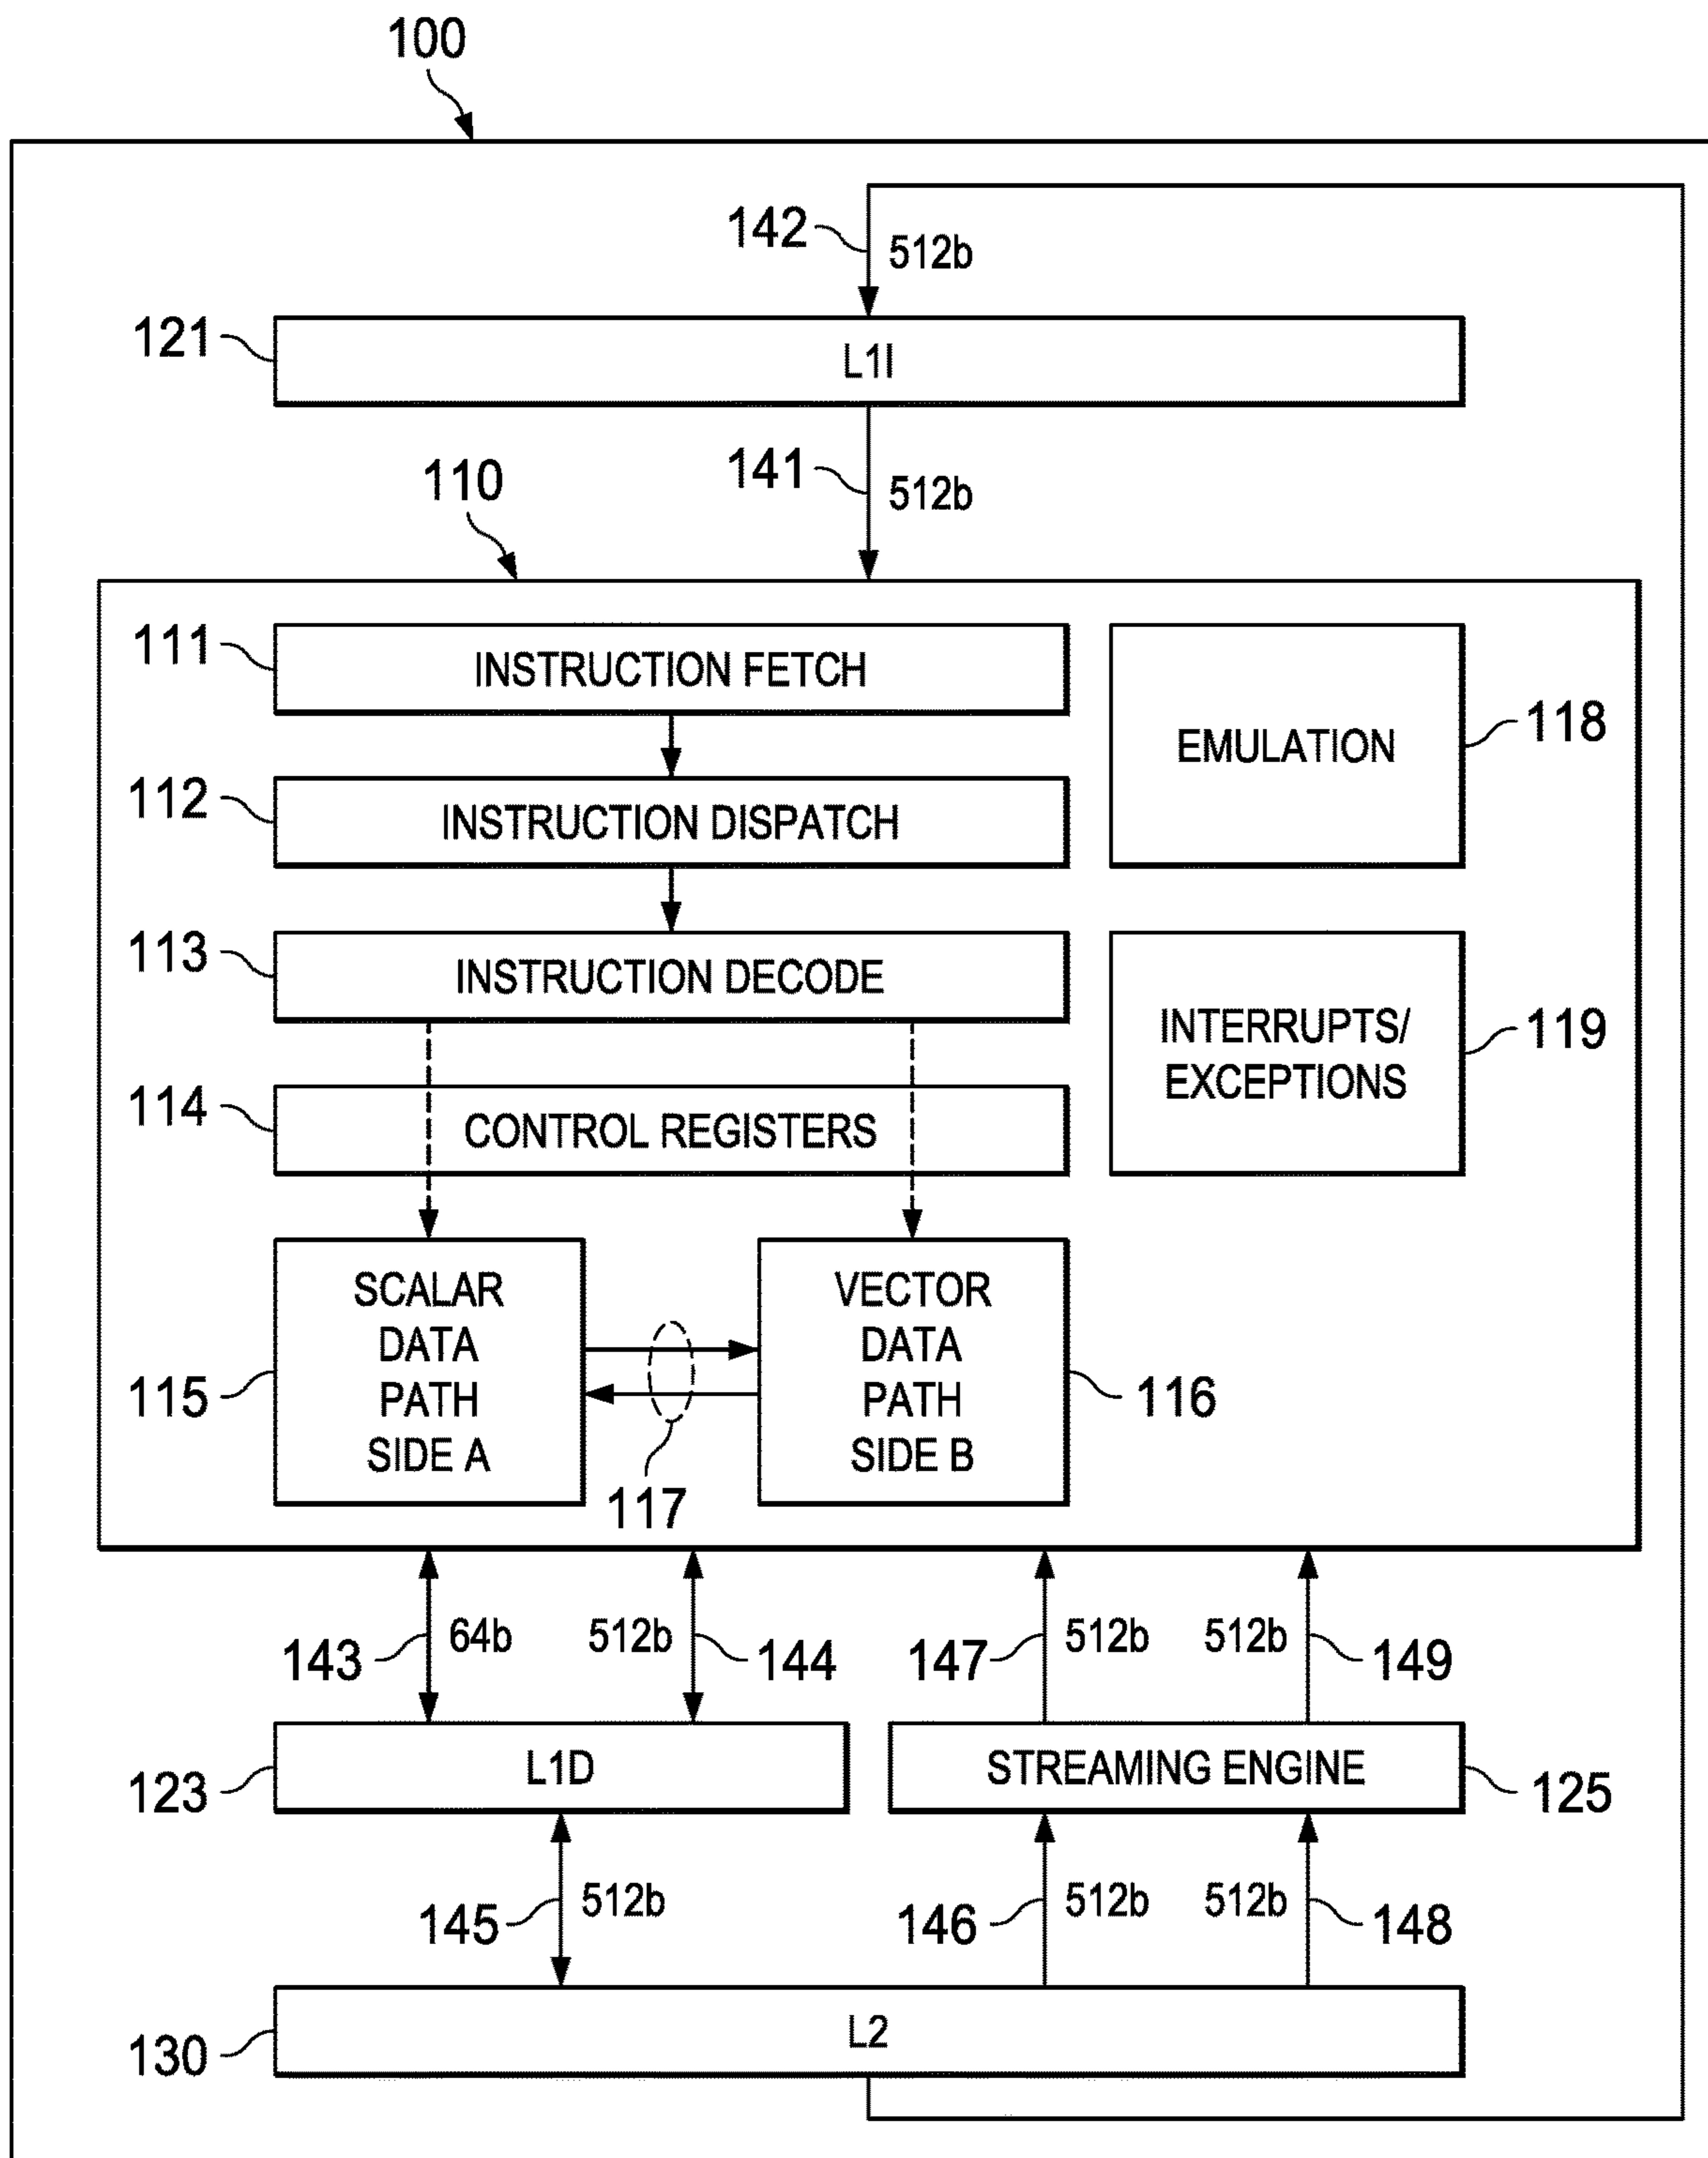 100
142
512b
121
L1I
141
512b
110
111
INSTRUCTION FETCH
EMULATION
118
112
INSTRUCTION DISPATCH
113
INSTRUCTION DECODE
INTERRUPTS/
EXCEPTIONS
119
114
CONTROL REGISTERS
SCALAR
DATA
PATH
SIDE A
115
VECTOR
DATA
PATH
SIDE B
116
117
143
64b
512b
144
147
512b
512b
149
123
L1D
STREAMING ENGINE
125
145
512b
146
512b
512b
148
130
L2